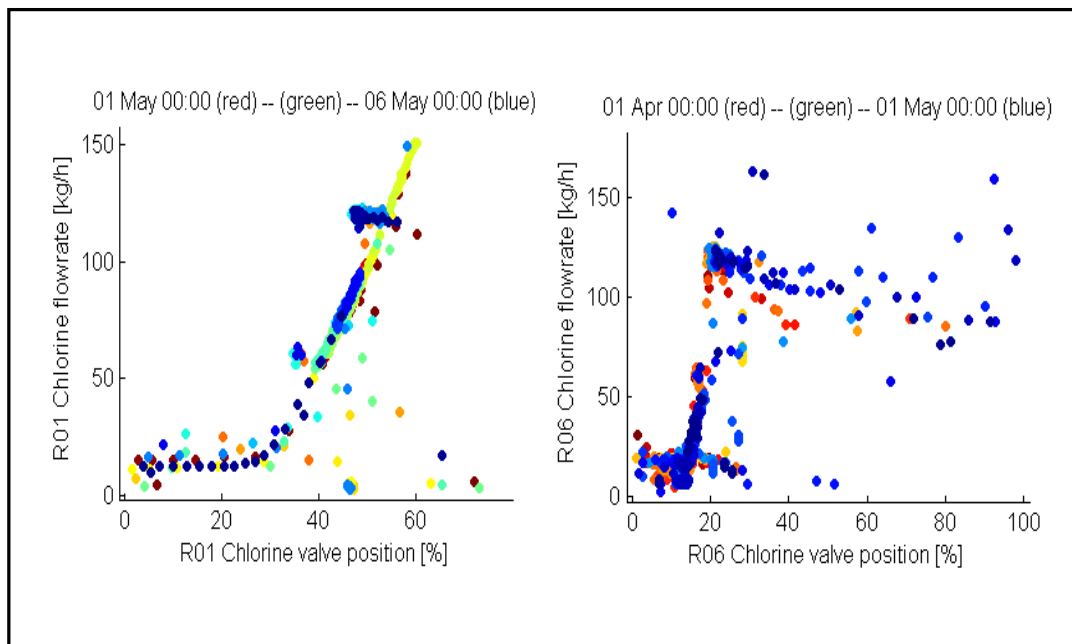 01 May 00:00 (red) -- (green) -- 06 May 00:00 (blue)
150
100
50
0
R01 Chlorine flowrate [kg/h]
0 20 40 60
R01 Chlorine valve position [%]
01 Apr 00:00 (red) -- (green) -- 01 May 00:00 (blue)
150
100
50
0
R06 Chlorine flowrate [kg/h]
0 20 40 60 80 100
R06 Chlorine valve position [%]